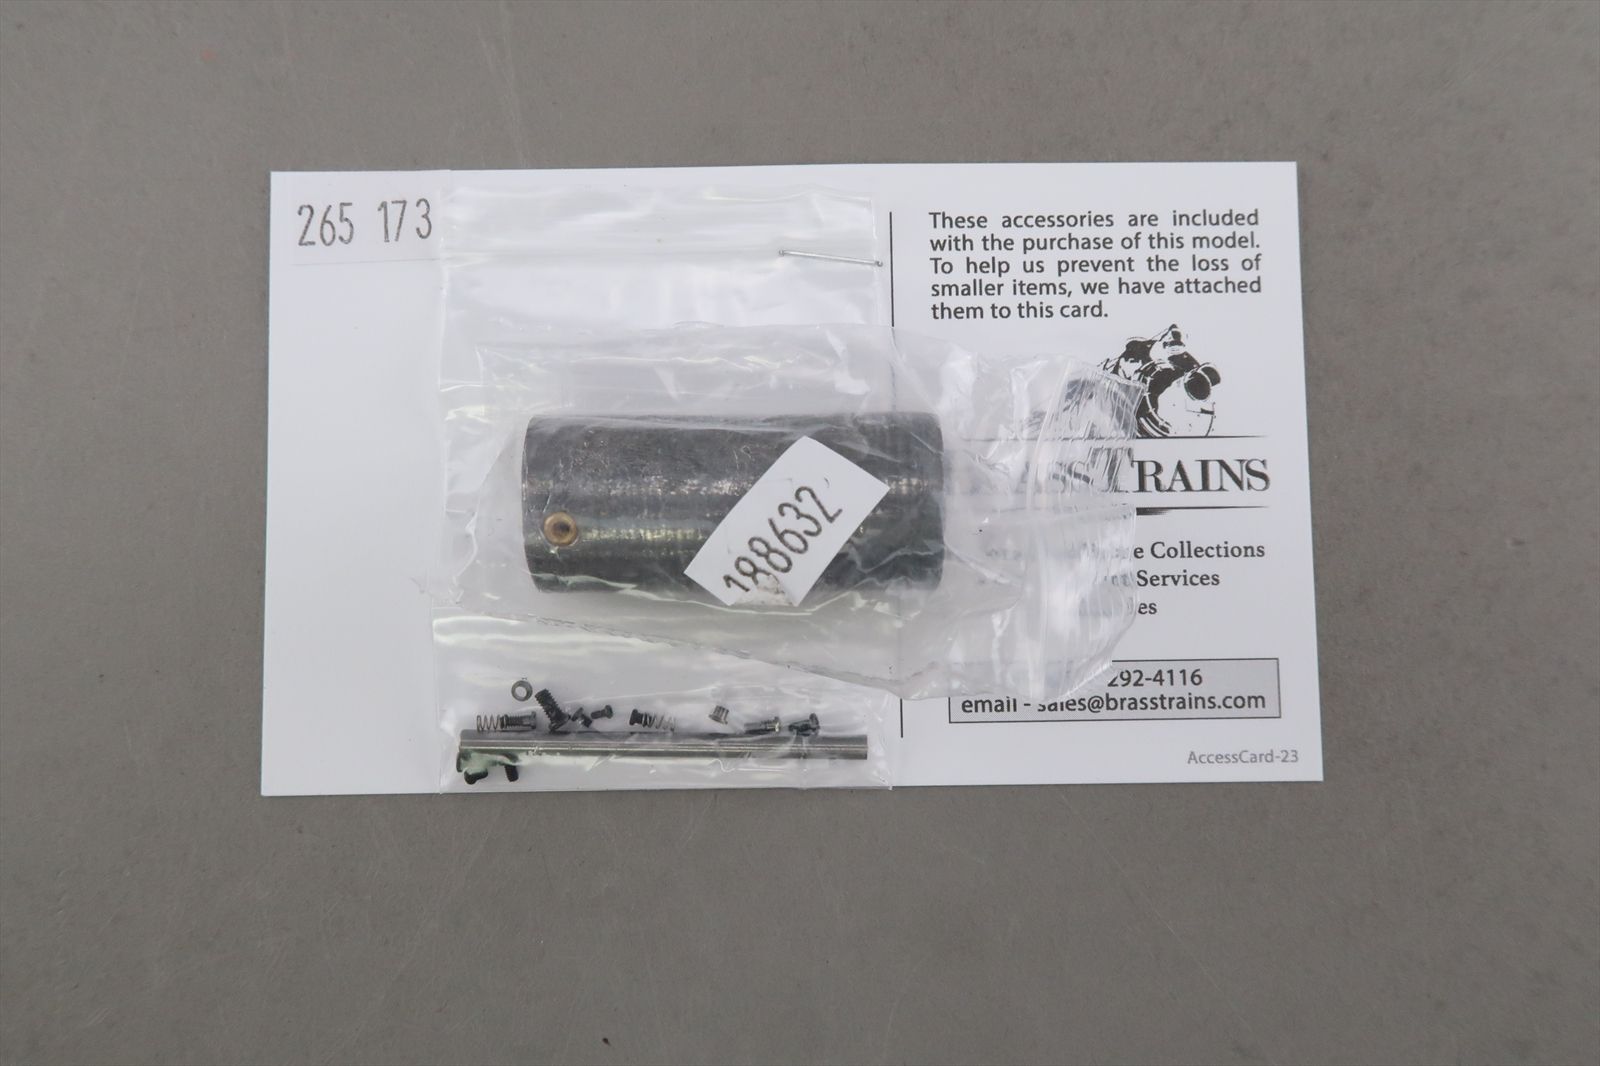 265 173
These accessories are included
with the purchase of this model.
To help us prevent the loss of
smaller items, we have attached
them to this card.
TRAINS
188632
Collections
Services
292-4116
email - sales@brasstrains.com
AccessCard-23